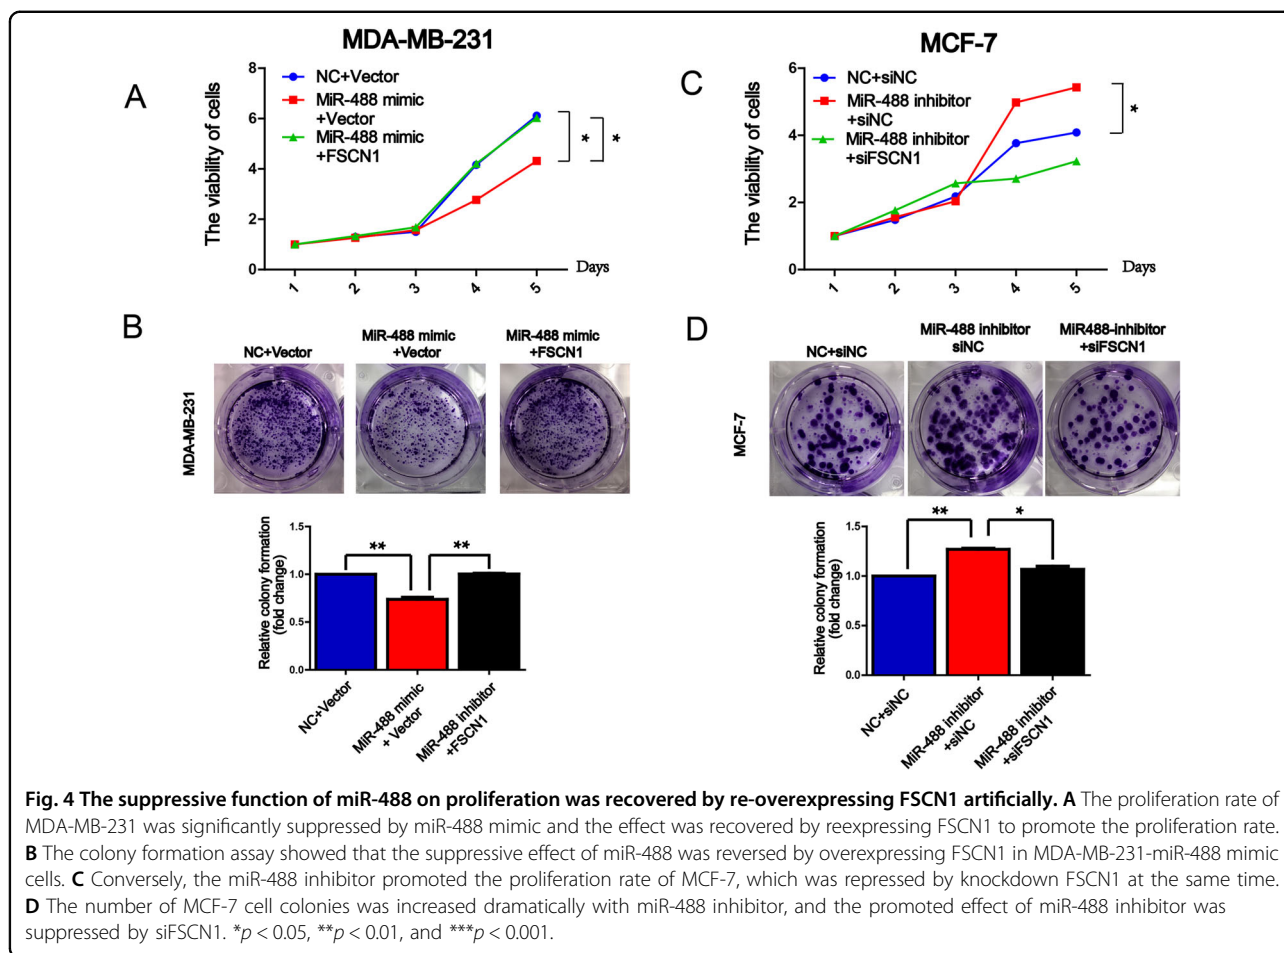 MDA-MB-231
A
The viability of cells
8
6
4
2
0
NC+Vector
MiR-488 mimic
+Vector
MiR-488 mimic
+FSCN1
*
*
1
2
3
4
5
Days
MCF-7
C
The viability of cells
6
4
2
0
NC+siNC
MiR-488 inhibitor
+siNC
MiR-488 inhibitor
+siFSCN1
*
1
2
3
4
5
Days
B
NC+Vector
MiR-488 mimic
+Vector
MiR-488 mimic
+FSCN1
MDA-MB-231
Relative colony formation
(fold change)
1.5
1.0
0.5
0.0
**
**
NC+Vector
MiR-488 mimic
+ Vector
MiR-488 inhibitor
+FSCN1
D
NC+siNC
MiR-488 inhibitor
siNC
MiR488-inhibitor
+siFSCN1
MCF-7
Relative colony formation
(fold change)
1.5
1.0
0.5
0.0
**
*
NC+siNC
MiR-488 inhibitor
+siNC
MiR-488 inhibitor
+siFSCN1
Fig. 4 The suppressive function of miR-488 on proliferation was recovered by re-overexpressing FSCN1 artificially. A The proliferation rate of
MDA-MB-231 was significantly suppressed by miR-488 mimic and the effect was recovered by reexpressing FSCN1 to promote the proliferation rate.
B The colony formation assay showed that the suppressive effect of miR-488 was reversed by overexpressing FSCN1 in MDA-MB-231-miR-488 mimic
cells. C Conversely, the miR-488 inhibitor promoted the proliferation rate of MCF-7, which was repressed by knockdown FSCN1 at the same time.
D The number of MCF-7 cell colonies was increased dramatically with miR-488 inhibitor, and the promoted effect of miR-488 inhibitor was
suppressed by siFSCN1. *p < 0.05, **p < 0.01, and ***p < 0.001.